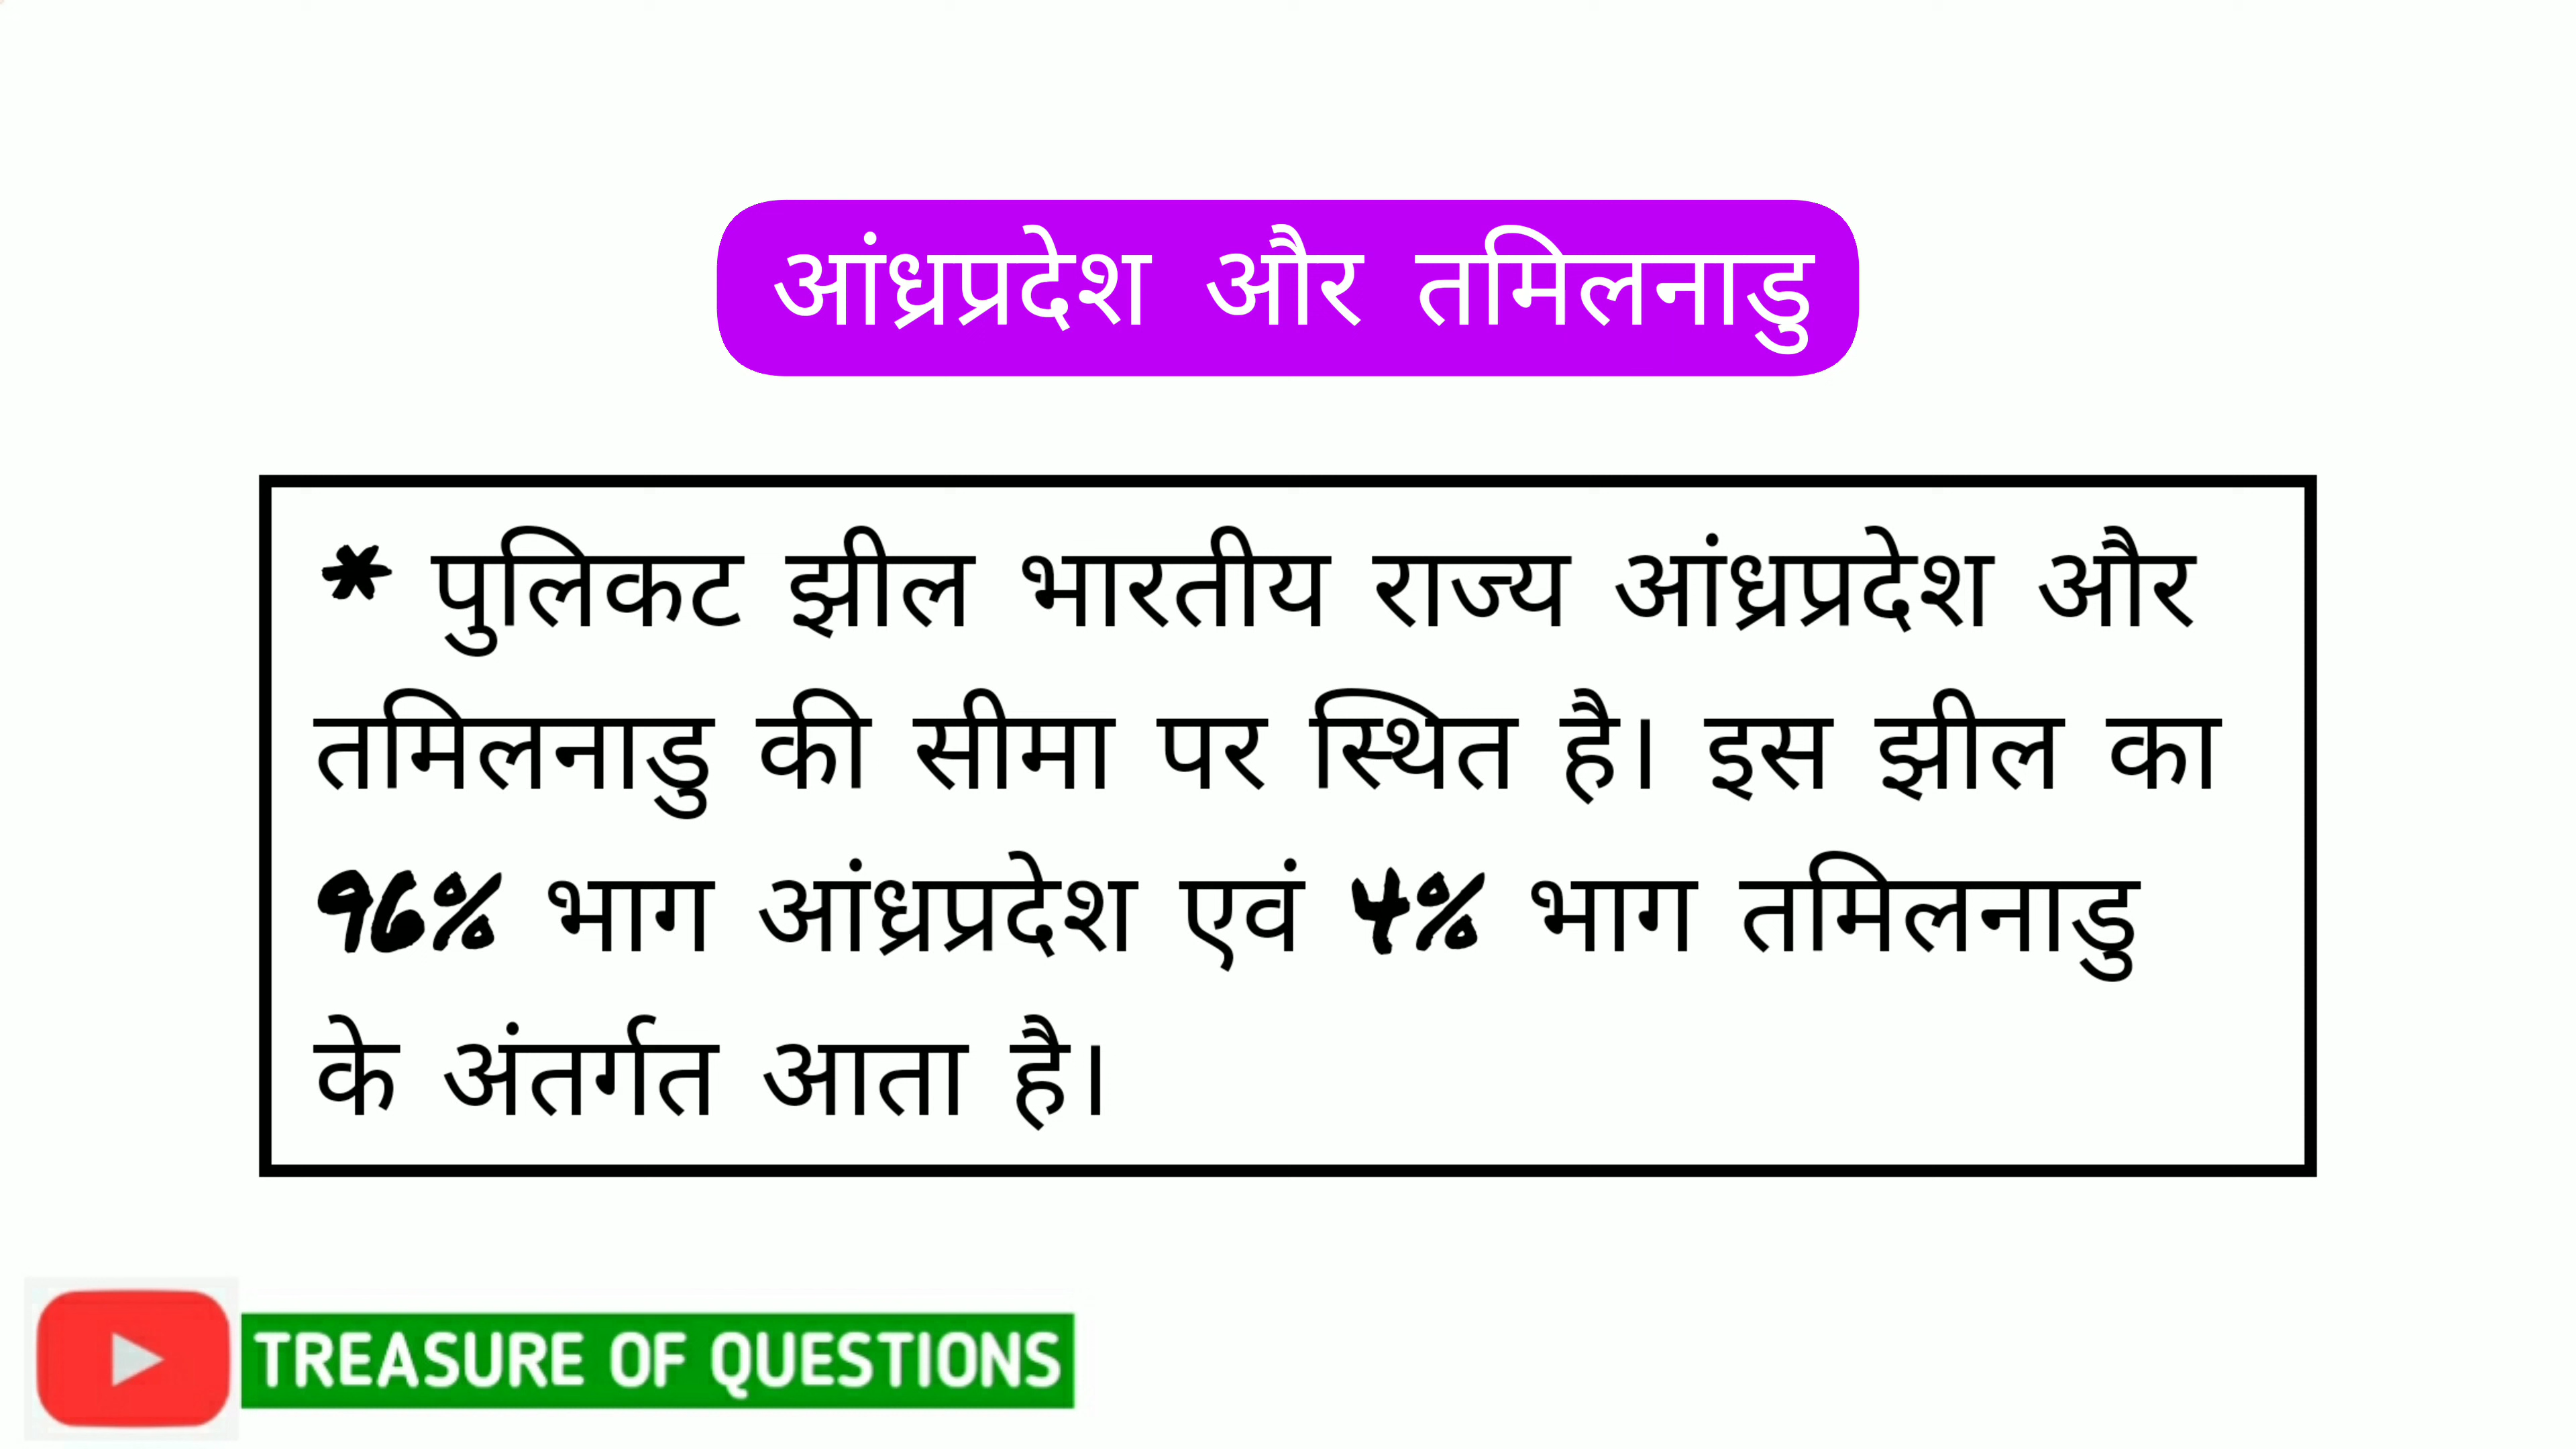 आंध्रप्रदेश और तमिलनाडु
* पुलिकट झील भारतीय राज्य आंध्रप्रदेश और
तमिलनाडु की सीमा पर स्थित है। इस झील का
96% भाग आंध्रप्रदेश एवं 4% भाग तमिलनाडु
के अंतर्गत आता है।
TREASURE OF QUESTIONS